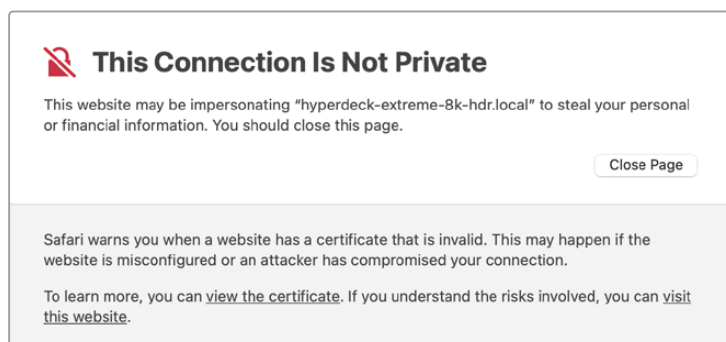 This Connection Is Not Private
This website may be impersonating “hyperdeck-extreme-8k-hdr.local” to steal your personal
or financial information. You should close this page.
Close Page
Safari warns you when a website has a certificate that is invalid. This may happen if the
website is misconfigured or an attacker has compromised your connection.
To learn more, you can view the certificate. If you understand the risks involved, you can visit
this website.